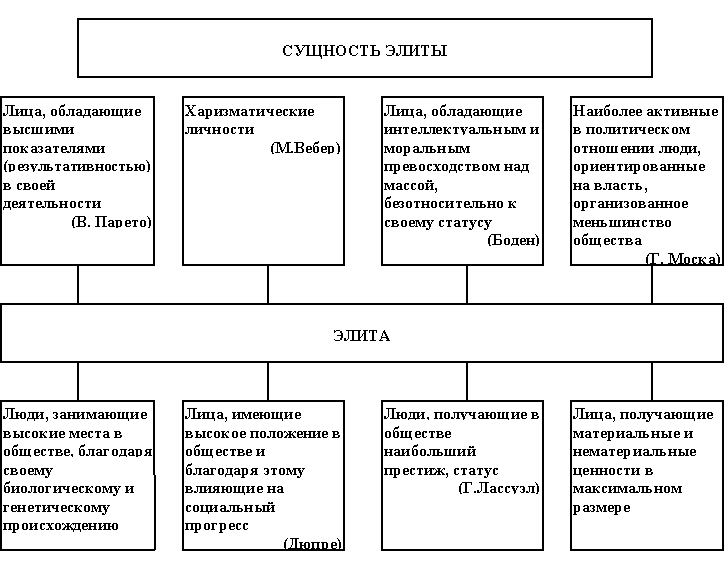 СУЩНОСТЬ ЭЛИТЫ
Лица, обладающие
высшими
показателями
(результативностью)
в своей
деятельности
(В. Парето)
Харизматические
личности
(М.Вебер)
Лица, обладающие
интеллектуальным и
моральным
превосходством над
массой,
безотносительно к
своему статусу
(Боден)
Наиболее активные
в политическом
отношении люди,
ориентированные
на власть,
организованное
меньшинство
общества
(Г. Моска)
ЭЛИТА
Люди, занимающие
высокие места в
обществе, благодаря
своему
биологическому и
генетическому
происхождению
Лица, имеющие
высокое положение в
обществе и
благодаря этому
влияющие на
социальный
прогресс
(Дюпре)
Люди, получающие в
обществе
наибольший
престиж, статус
(Г.Лассуэл)
Лица, получающие
материальные и
нематериальные
ценности в
максимальном
размере